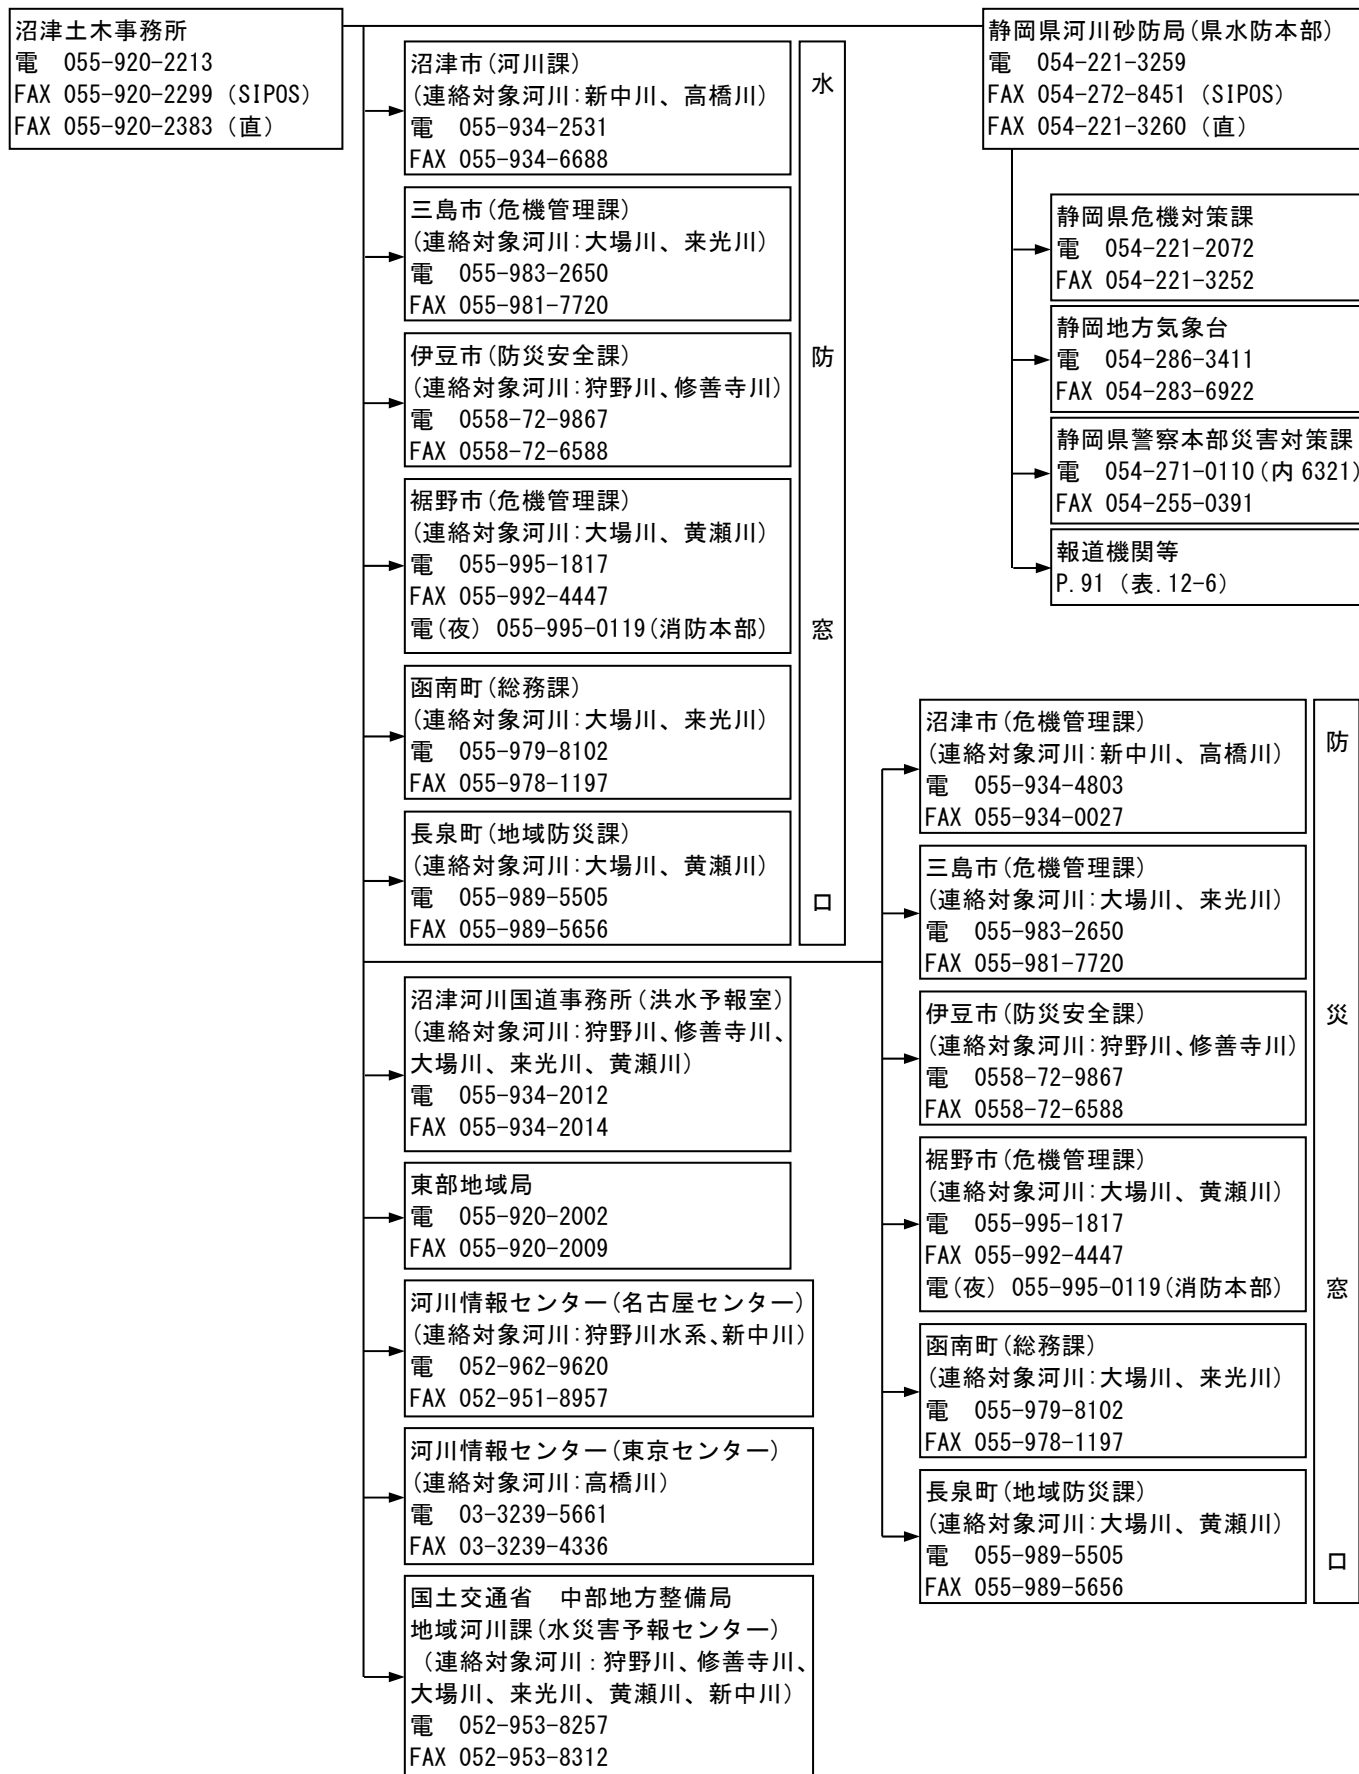 沼津土木事務所
電　055-920-2213
FAX 055-920-2299（SIPOS）
FAX 055-920-2383（直）
静岡県河川砂防局(県水防本部)
電　054-221-3259
FAX 054-272-8451（SIPOS）
FAX 054-221-3260（直）
沼津市(河川課)
(連絡対象河川:新中川、高橋川)
電　055-934-2531
FAX 055-934-6688
三島市(危機管理課)
(連絡対象河川:大場川、来光川)
電　055-983-2650
FAX 055-981-7720
伊豆市(防災安全課)
(連絡対象河川:狩野川、修善寺川)
電　0558-72-9867
FAX 0558-72-6588
裾野市(危機管理課)
(連絡対象河川:大場川、黄瀬川)
電　055-995-1817
FAX 055-992-4447
電(夜) 055-995-0119(消防本部)
函南町(総務課)
(連絡対象河川:大場川、来光川)
電　055-979-8102
FAX 055-978-1197
長泉町(地域防災課)
(連絡対象河川:大場川、黄瀬川)
電　055-989-5505
FAX 055-989-5656
水
防
窓
口
静岡県危機対策課
電　054-221-2072
FAX 054-221-3252
静岡地方気象台
電　054-286-3411
FAX 054-283-6922
静岡県警察本部災害対策課
電　054-271-0110(内 6321)
FAX 054-255-0391
報道機関等
P.91（表.12-6）
沼津河川国道事務所(洪水予報室)
(連絡対象河川:狩野川、修善寺川、
大場川、来光川、黄瀬川)
電　055-934-2012
FAX 055-934-2014
東部地域局
電　055-920-2002
FAX 055-920-2009
河川情報センター(名古屋センター)
(連絡対象河川:狩野川水系、新中川)
電　052-962-9620
FAX 052-951-8957
河川情報センター(東京センター)
(連絡対象河川:高橋川)
電　03-3239-5661
FAX 03-3239-4336
国土交通省　中部地方整備局
地域河川課(水災害予報センター)
（連絡対象河川:狩野川、修善寺川、
大場川、来光川、黄瀬川、新中川)
電　052-953-8257
FAX 052-953-8312
沼津市(危機管理課)
(連絡対象河川:新中川、高橋川)
電　055-934-4803
FAX 055-934-0027
三島市(危機管理課)
(連絡対象河川:大場川、来光川)
電　055-983-2650
FAX 055-981-7720
伊豆市(防災安全課)
(連絡対象河川:狩野川、修善寺川)
電　0558-72-9867
FAX 0558-72-6588
裾野市(危機管理課)
(連絡対象河川:大場川、黄瀬川)
電　055-995-1817
FAX 055-992-4447
電(夜) 055-995-0119(消防本部)
函南町(総務課)
(連絡対象河川:大場川、来光川)
電　055-979-8102
FAX 055-978-1197
長泉町(地域防災課)
(連絡対象河川:大場川、黄瀬川)
電　055-989-5505
FAX 055-989-5656
防
災
窓
口